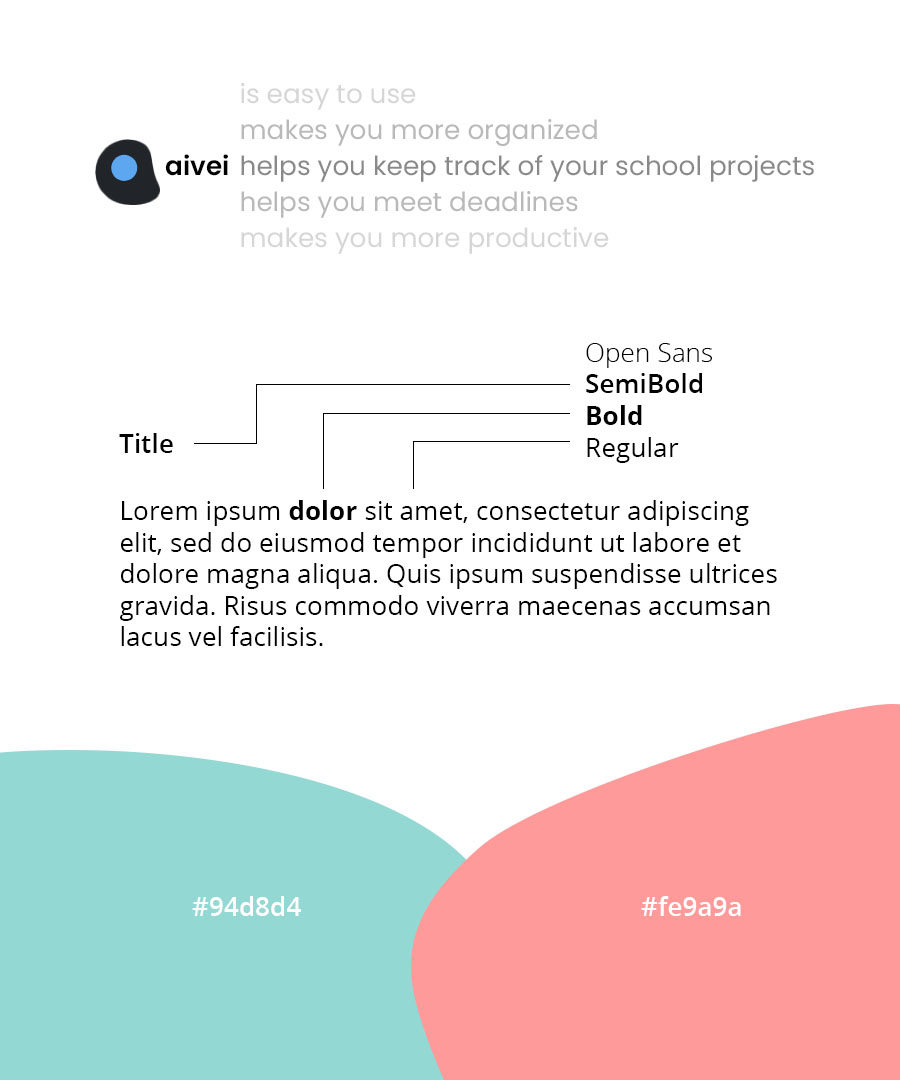 is easy to use
makes you more organized
aivei helps you keep track of your school projects
helps you meet deadlines
makes you more productive
Open Sans
SemiBold
Bold
Regular
Title
Lorem ipsum dolor sit amet, consectetur adipiscing
elit, sed do eiusmod tempor incididunt ut labore et
dolore magna aliqua. Quis ipsum suspendisse ultrices
gravida. Risus commodo viverra maecenas accumsan
lacus vel facilisis.
#94d8d4
#fe9a9a